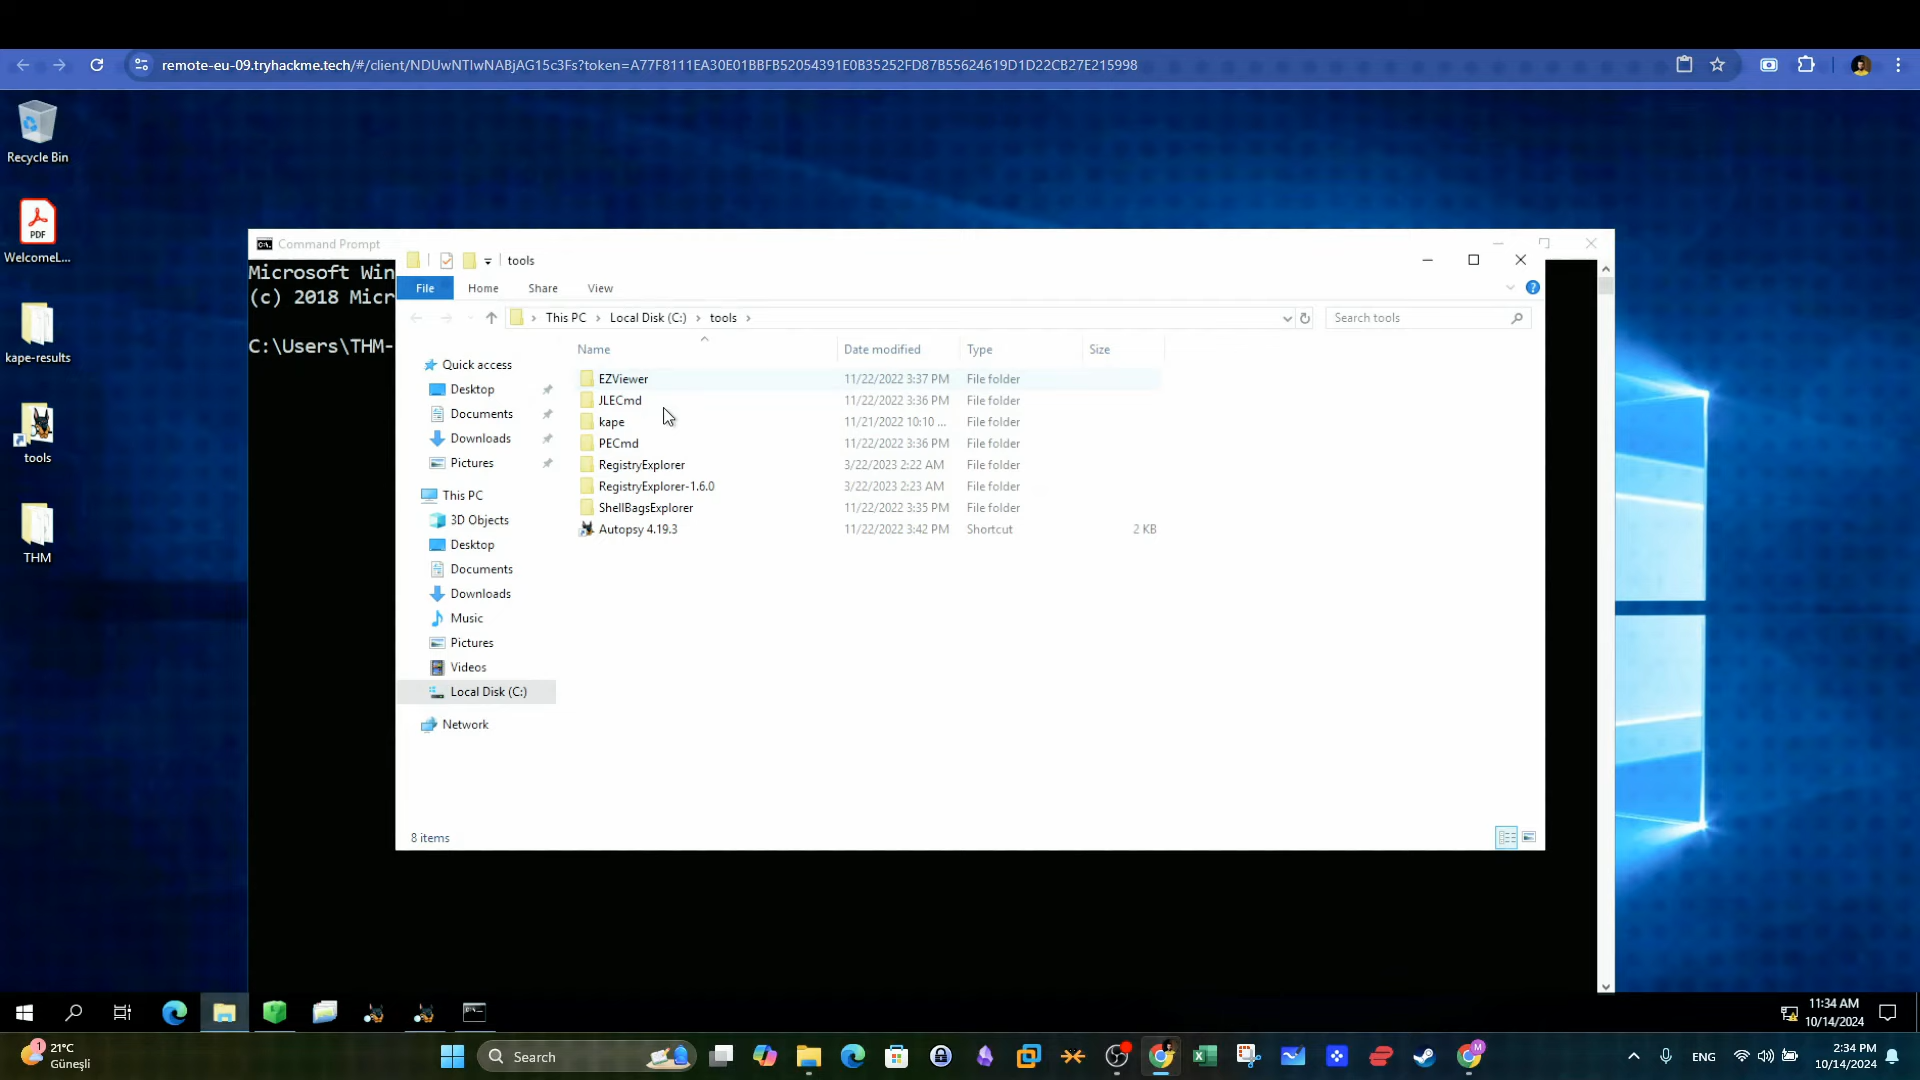 remote-eu-09.tryhackme.tech/#/client/NDUwNTIwNABjAG15c3Fs?token=A77F8111EA30E01BBFB52054391E0B35252FD87B55624619D1D22CB27E215998
Recycle Bin
PDF
WelcomeL...
kape-results
tools
THM
Command Prompt
Microsoft Win
(c) 2018 Micr
C:\Users\THM-
tools
File Home Share View
This PC Local Disk (C:) tools
Search tools
Name Date modified Type Size
EZViewer 11/22/2022 3:37 PM File folder
JLECmd 11/22/2022 3:36 PM File folder
kape 11/21/2022 10:10 ... File folder
PECmd 11/22/2022 3:36 PM File folder
RegistryExplorer 3/22/2023 2:22 AM File folder
RegistryExplorer-1.6.0 3/22/2023 2:23 AM File folder
ShellBagsExplorer 11/22/2022 3:35 PM File folder
Autopsy 4.19.3 11/22/2022 3:42 PM Shortcut 2 KB
Quick access
Desktop
Documents
Downloads
Pictures
This PC
3D Objects
Desktop
Documents
Downloads
Music
Pictures
Videos
Local Disk (C:)
Network
8 items
11:34 AM
10/14/2024
1
21°C
Güneşli
Search
M
ENG
2:34 PM
10/14/2024